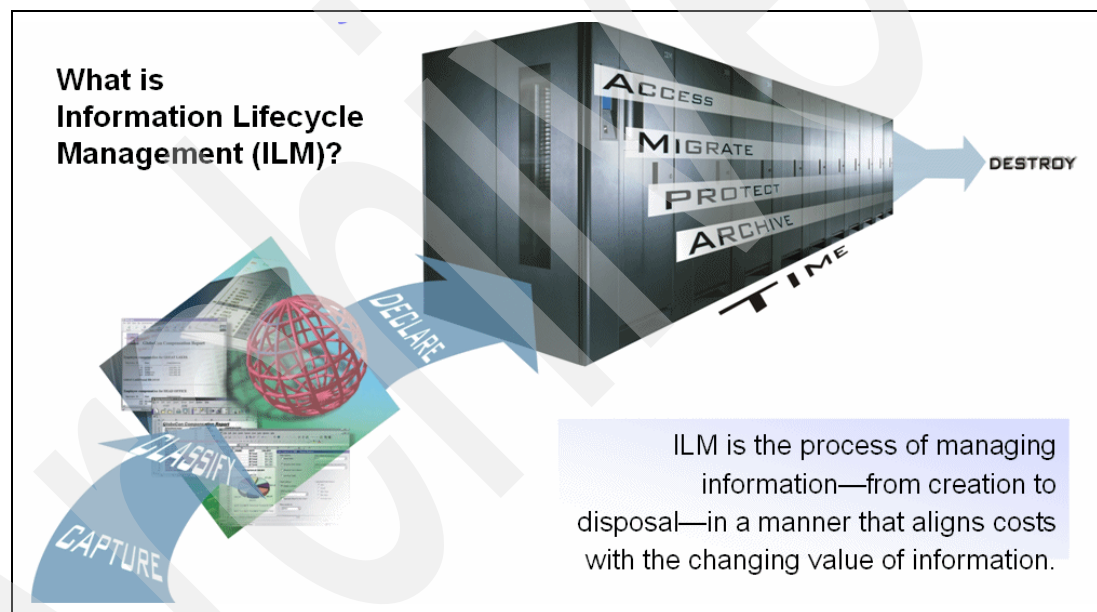 What is
Information Lifecycle
Management (ILM)?
ACCESS
MIGRATE
PROTECT
ARCHIVE
TIME
DESTROY
DECLARE
CLASSIFY
CAPTURE
ILM is the process of managing
information—from creation to
disposal—in a manner that aligns costs
with the changing value of information.